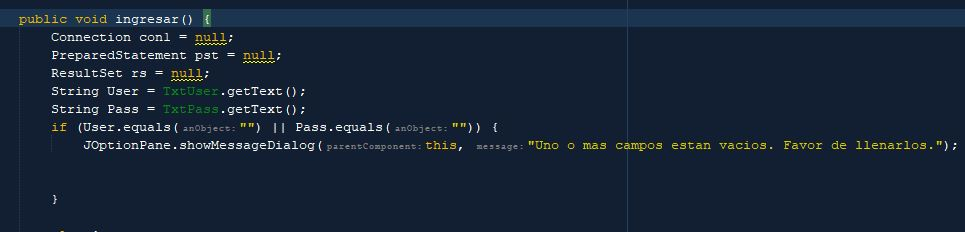 public void ingresar() {
Connection con1 = null;
PreparedStatement pst = null;
ResultSet rs = null;
String User = TxtUser.getText();
String Pass = TxtPass.getText();
if (User.equals(anObject: "") || Pass.equals(anObject: "")) {
JOptionPane.showMessageDialog(parentComponent: this, message: "Uno o mas campos estan vacios. Favor de llenarlos.");
}